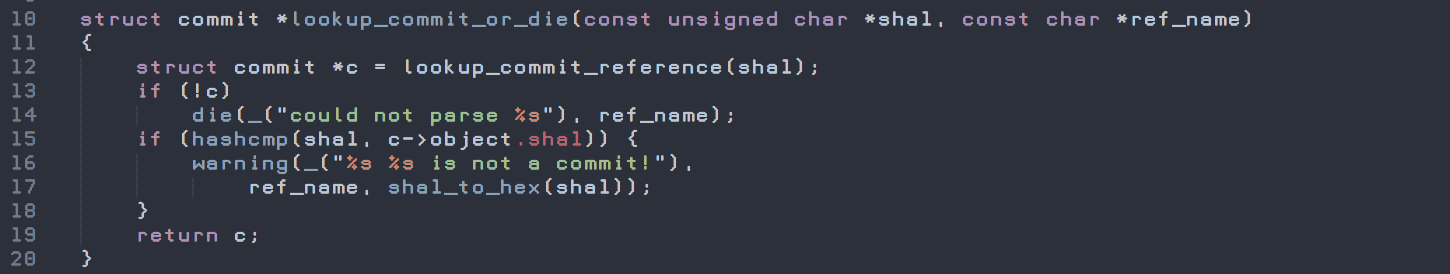 10 struct commit *lookup_commit_or_die(const unsigned char *sha1, const char *ref_name)
11 {
12 struct commit *c = lookup_commit_reference(sha1);
13 if (!c)
14 die(_("could not parse %s"), ref_name);
15 if (hashcmp(sha1, c->object.sha1)) {
16 warning(_("%s %s is not a commit!"),
17 ref_name, sha1_to_hex(sha1));
18 }
19 return c;
20 }